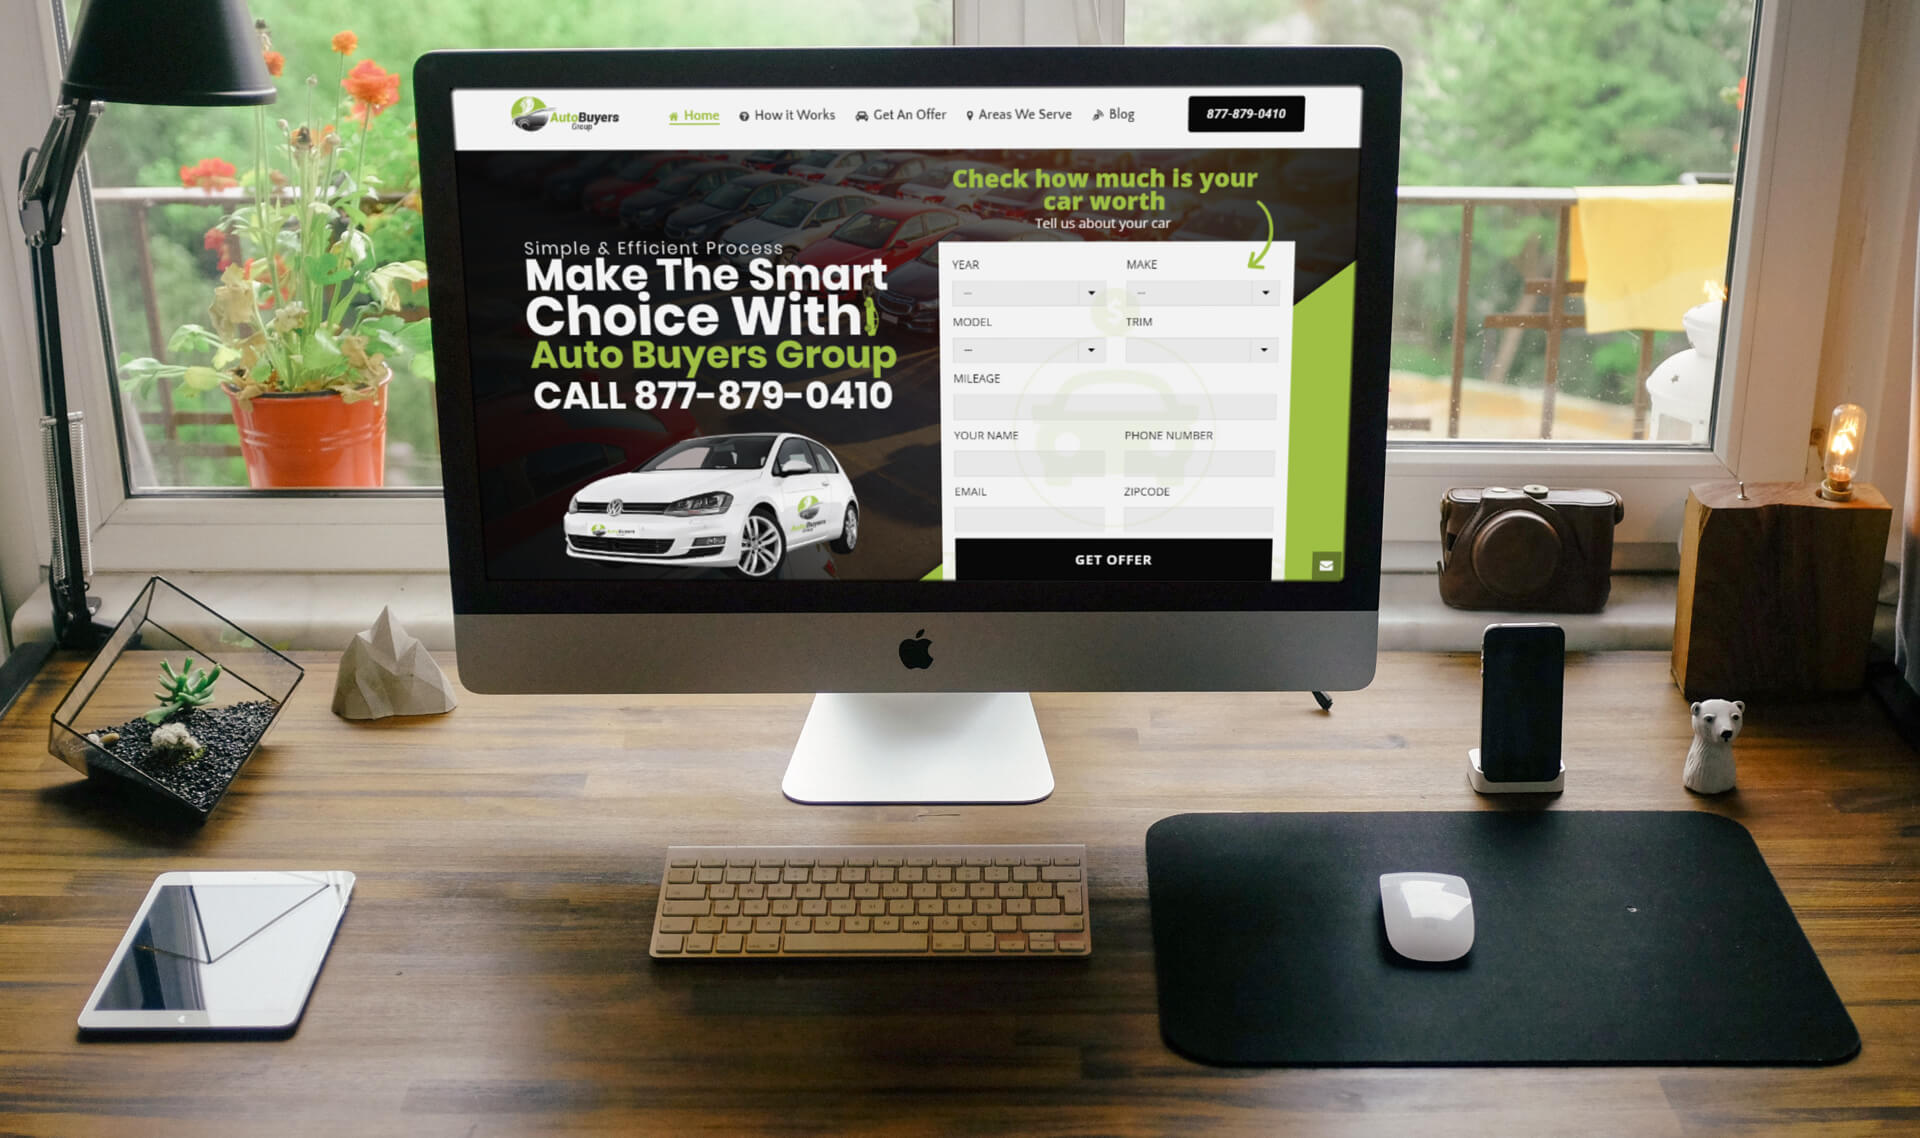 AutoBuyers
Group
Home
How it Works
Get An Offer
Areas We Serve
Blog
877-879-0410
Simple & Efficient Process
Make The Smart
Choice With
Auto Buyers Group
CALL 877-879-0410
Check how much is your
car worth
Tell us about your car
YEAR
MAKE
---
---
MODEL
TRIM
---
MILEAGE
YOUR NAME
PHONE NUMBER
EMAIL
ZIPCODE
GET OFFER
AutoBuyers
AutoBuyers